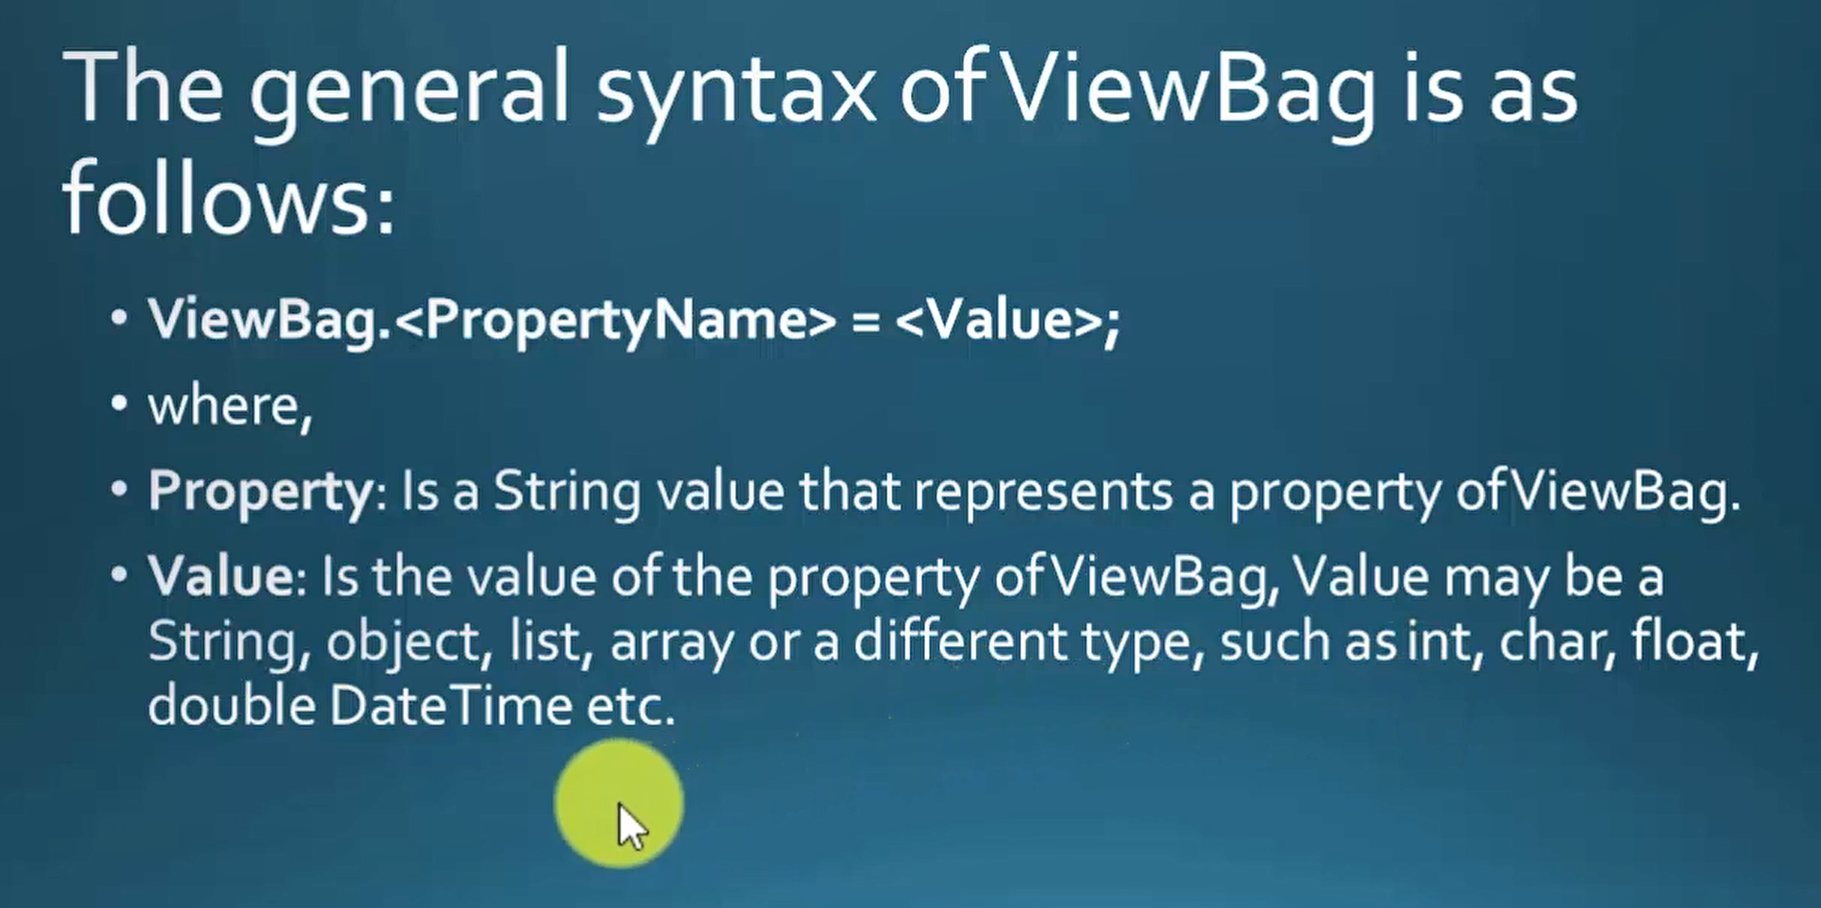 The general syntax of ViewBag is as
follows:
• ViewBag.<PropertyName> = <Value>;
• where,
• Property: Is a String value that represents a property of ViewBag.
• Value: Is the value of the property of ViewBag, Value may be a
String, object, list, array or a different type, such as int, char, float,
double DateTime etc.